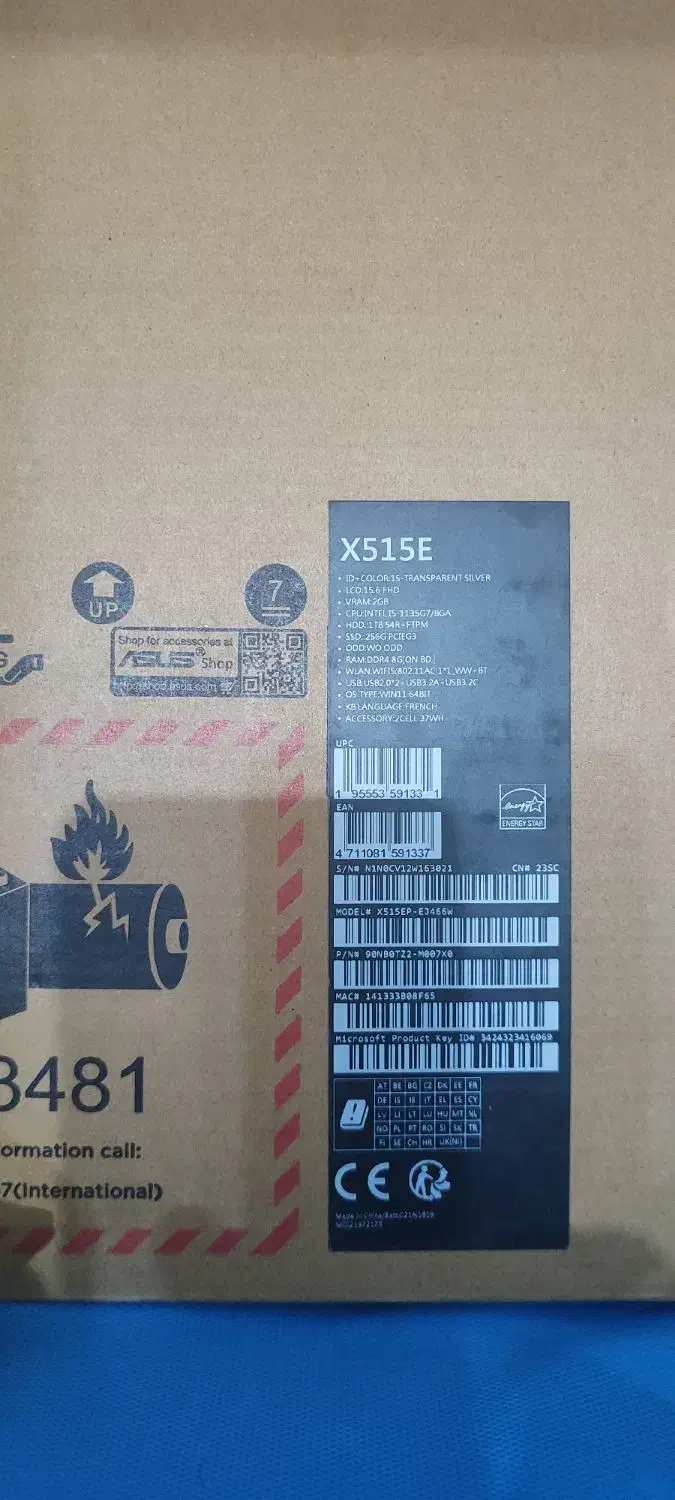 X515E
• ID+COLOR:1S-TRANSPARENT SILVER
• LCD:15.6 FHD
• VRAM:2GB
• CPU:INTEL I5-1135G7/BGA
• HDD:1TB 54R+FTPM
• SSD:256G PCIEG3
• ODD:WO ODD
• RAM:DDR4 8G(ON BD.)
• WLAN:WIFI5(802.11AC)1*1_WW+BT
• USB:USB2.0*2+USB3.2A+USB3.2C
• OS TYPE:WIN11 64BIT
• KB LANGUAGE:FRENCH
• ACCESSORY:2CELL 37WH
UP
7
Shop for accessories at
ASUS® Shop
UPC
1 95553 59133 1
EAN
4 711081 591337
ENERGY STAR
S/N# N1N0CV12W163021 CN# 23SC
MODEL# X515EP-EJ466W
P/N# 90NB0TZ2-M007X0
MAC# 141333B08F65
Microsoft Product Key ID# 3424323416069
AT BE BG CZ DK EE FR
DE IS IE IT EL ES CY
LV LI LT LU HU MT NL
NO PL PT RO SI SK TR
FI SE CH HR UK(NI)
CE
3481
ormation call:
7(International)
Made in China/Batt:C21N1818